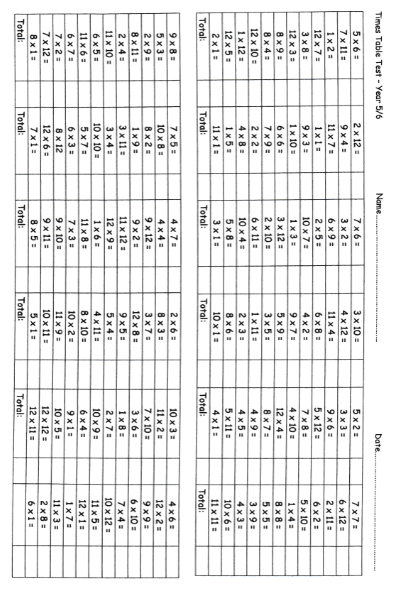 Times Table Test - Year 5/6 Name Date
5 x 6 = 2 x 12 = 7 x 6 = 3 x 10 = 5 x 2 = 7 x 7 =
7 x 11 = 9 x 4 = 3 x 2 = 4 x 12 = 3 x 3 = 6 x 12 =
1 x 2 = 11 x 7 = 6 x 9 = 11 x 4 = 9 x 6 = 2 x 11 =
12 x 7 = 1 x 1 = 2 x 5 = 6 x 8 = 5 x 12 = 6 x 2 =
3 x 8 = 9 x 3 = 10 x 7 = 4 x 2 = 7 x 8 = 5 x 10 =
12 x 3 = 1 x 10 = 1 x 3 = 9 x 7 = 4 x 10 = 1 x 4 =
8 x 9 = 6 x 6 = 3 x 12 = 5 x 9 = 12 x 4 = 8 x 8 =
8 x 4 = 7 x 9 = 2 x 10 = 3 x 5 = 8 x 7 = 5 x 5 =
12 x 10 = 2 x 2 = 6 x 11 = 1 x 11 = 4 x 9 = 3 x 9 =
1 x 12 = 4 x 8 = 10 x 4 = 2 x 3 = 4 x 5 = 4 x 3 =
12 x 5 = 1 x 5 = 5 x 8 = 8 x 6 = 5 x 11 = 10 x 6 =
2 x 1 = 11 x 1 = 3 x 1 = 10 x 1 = 4 x 1 = 11 x 11 =
Total: Total: Total: Total: Total: Total:
9 x 8 = 7 x 5 = 4 x 7 = 2 x 6 = 10 x 3 = 4 x 6 =
5 x 3 = 10 x 8 = 4 x 4 = 8 x 3 = 11 x 2 = 12 x 2 =
2 x 9 = 8 x 2 = 9 x 12 = 3 x 7 = 7 x 10 = 9 x 9 =
8 x 11 = 1 x 9 = 9 x 2 = 12 x 8 = 3 x 6 = 6 x 10 =
2 x 4 = 3 x 11 = 11 x 12 = 9 x 5 = 1 x 8 = 7 x 4 =
11 x 10 = 3 x 4 = 12 x 9 = 5 x 4 = 2 x 7 = 10 x 12 =
6 x 5 = 10 x 10 = 1 x 6 = 4 x 11 = 10 x 9 = 11 x 5 =
11 x 6 = 5 x 7 = 11 x 8 = 8 x 10 = 6 x 4 = 12 x 1 =
6 x 7 = 6 x 3 = 7 x 3 = 10 x 2 = 9 x 1 = 1 x 7 =
7 x 2 = 8 x 12 9 x 10 = 11 x 9 = 10 x 5 = 11 x 3 =
7 x 12 = 12 x 6 = 9 x 11 = 10 x 11 = 12 x 12 = 2 x 8 =
8 x 1 = 7 x 1 = 8 x 5 = 5 x 1 = 12 x 11 = 6 x 1 =
Total: Total: Total: Total: Total: